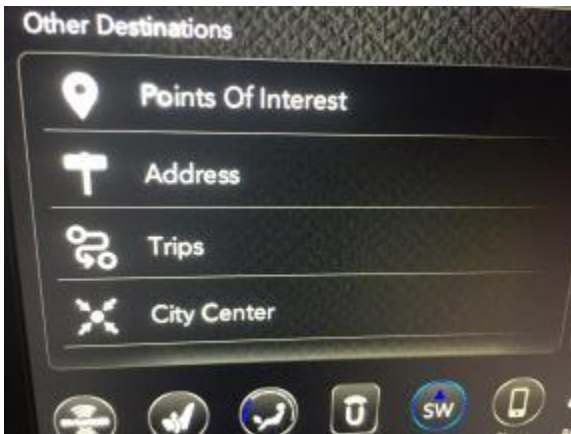 Other Destinations
Points Of Interest
Address
Trips
City Center
SW